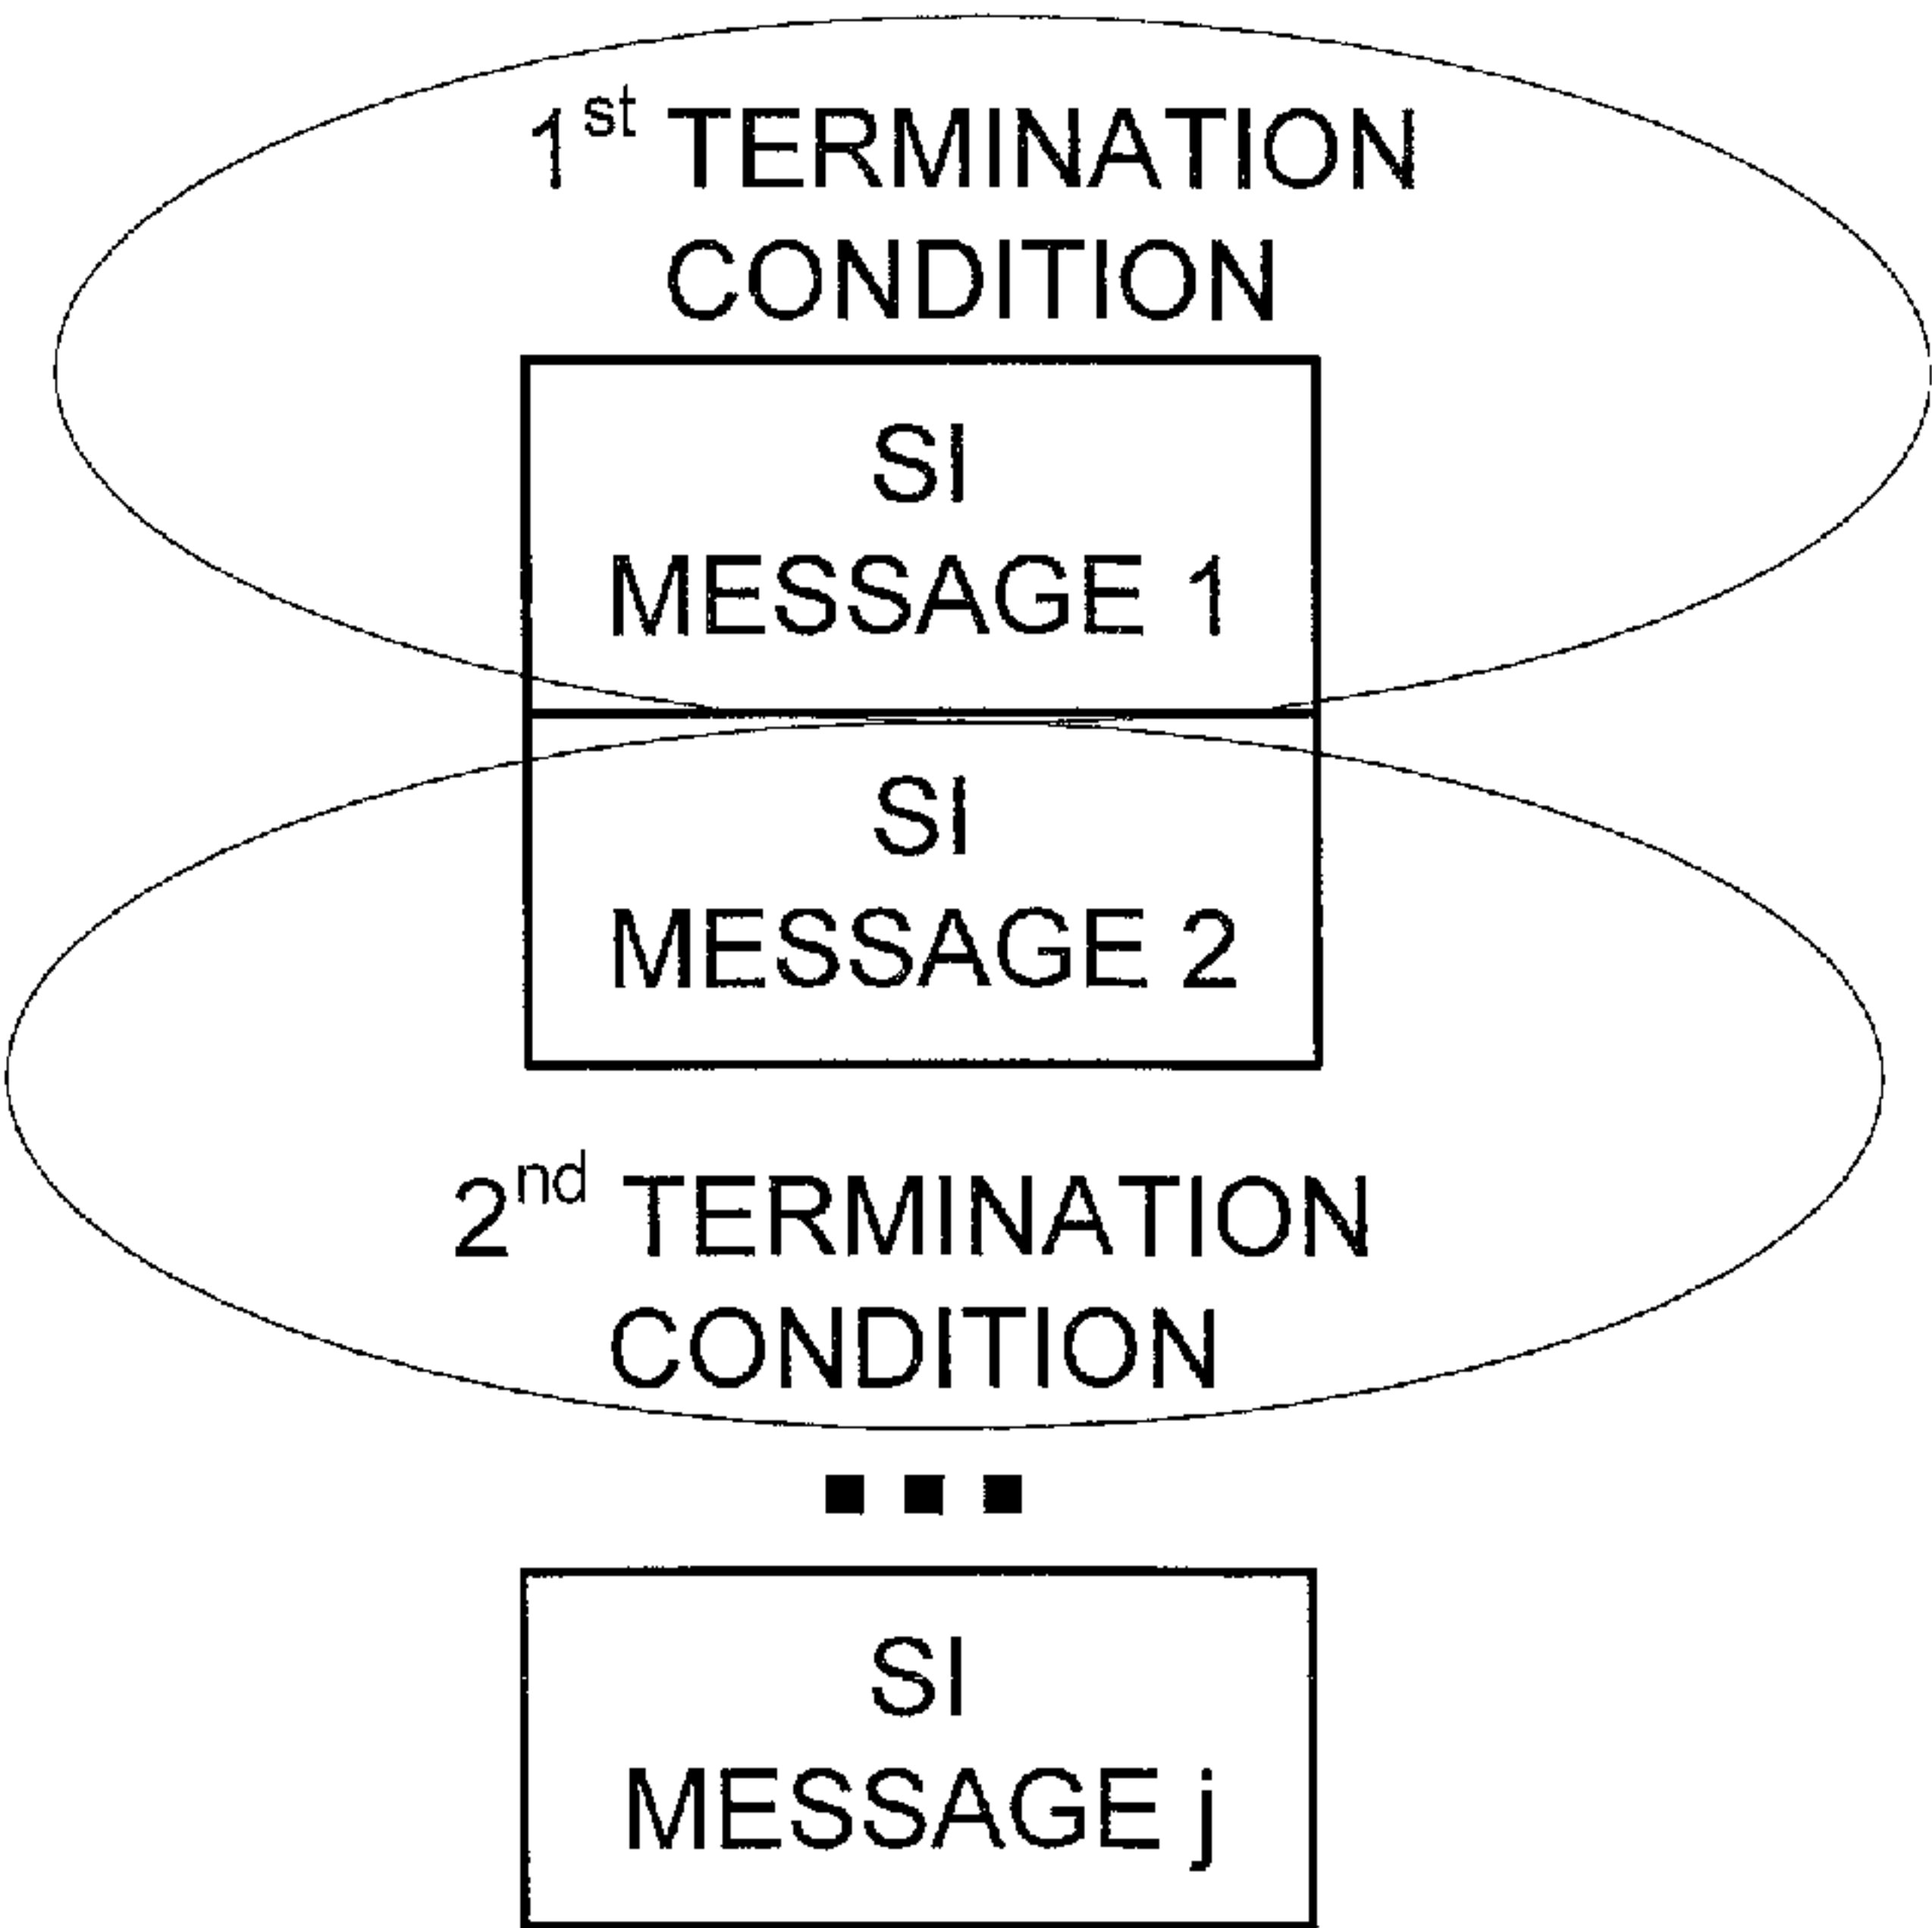 1st TERMINATION
CONDITION
SI
MESSAGE 1
SI
MESSAGE 2
2nd TERMINATION
CONDITION
SI
MESSAGE j